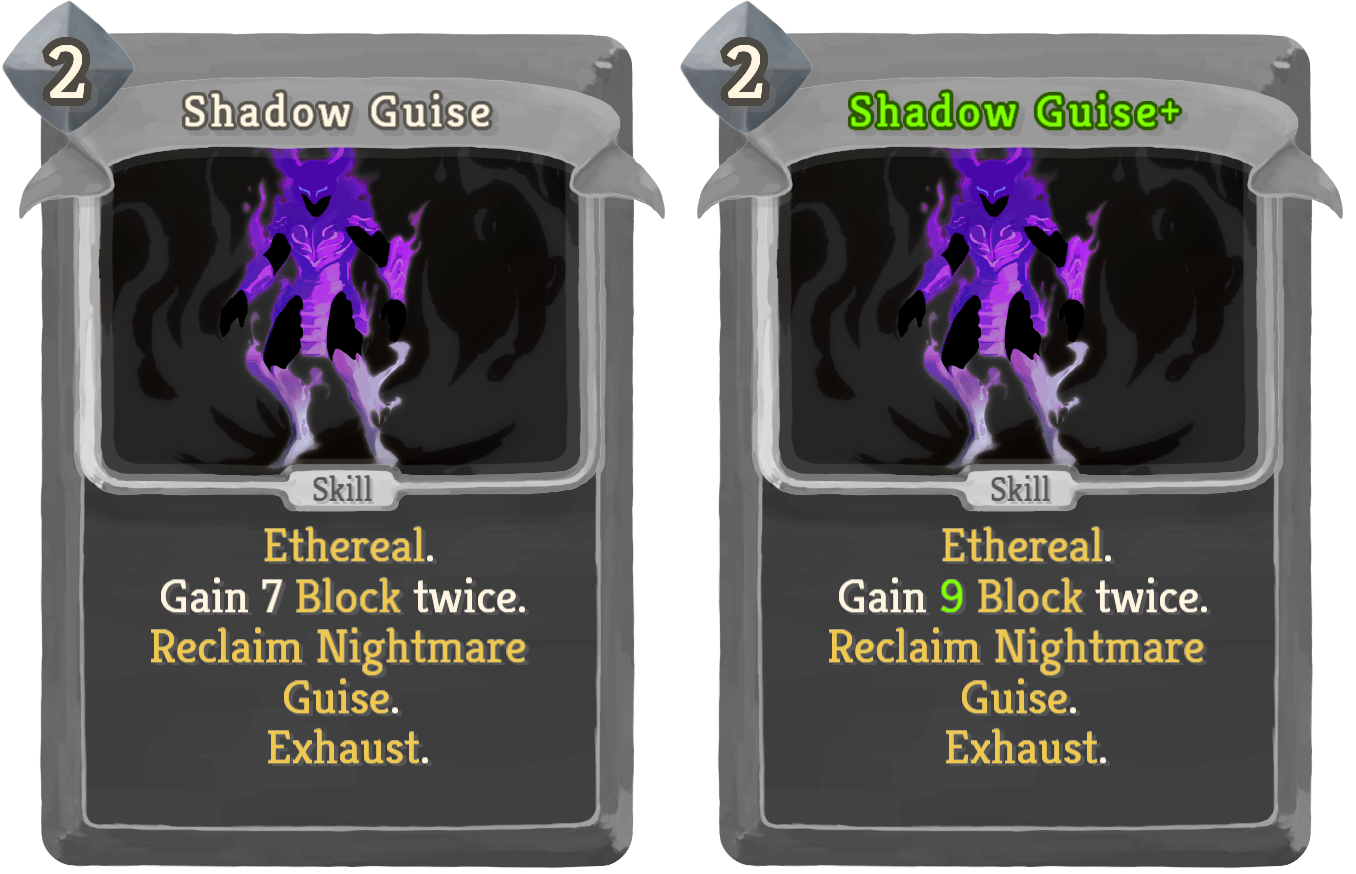 2
Shadow Guise
Skill
Ethereal.
Gain 7 Block twice.
Reclaim Nightmare
Guise.
Exhaust.
2
Shadow Guise+
Skill
Ethereal.
Gain 9 Block twice.
Reclaim Nightmare
Guise.
Exhaust.